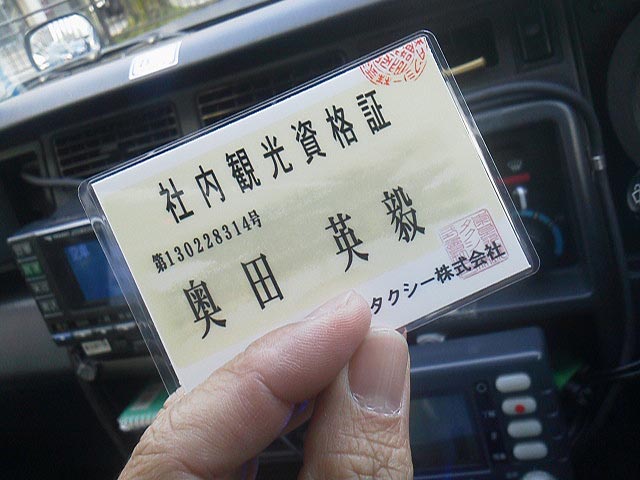 社内観光資格証
第130228314号
奥田 英毅
タクシー株式会社